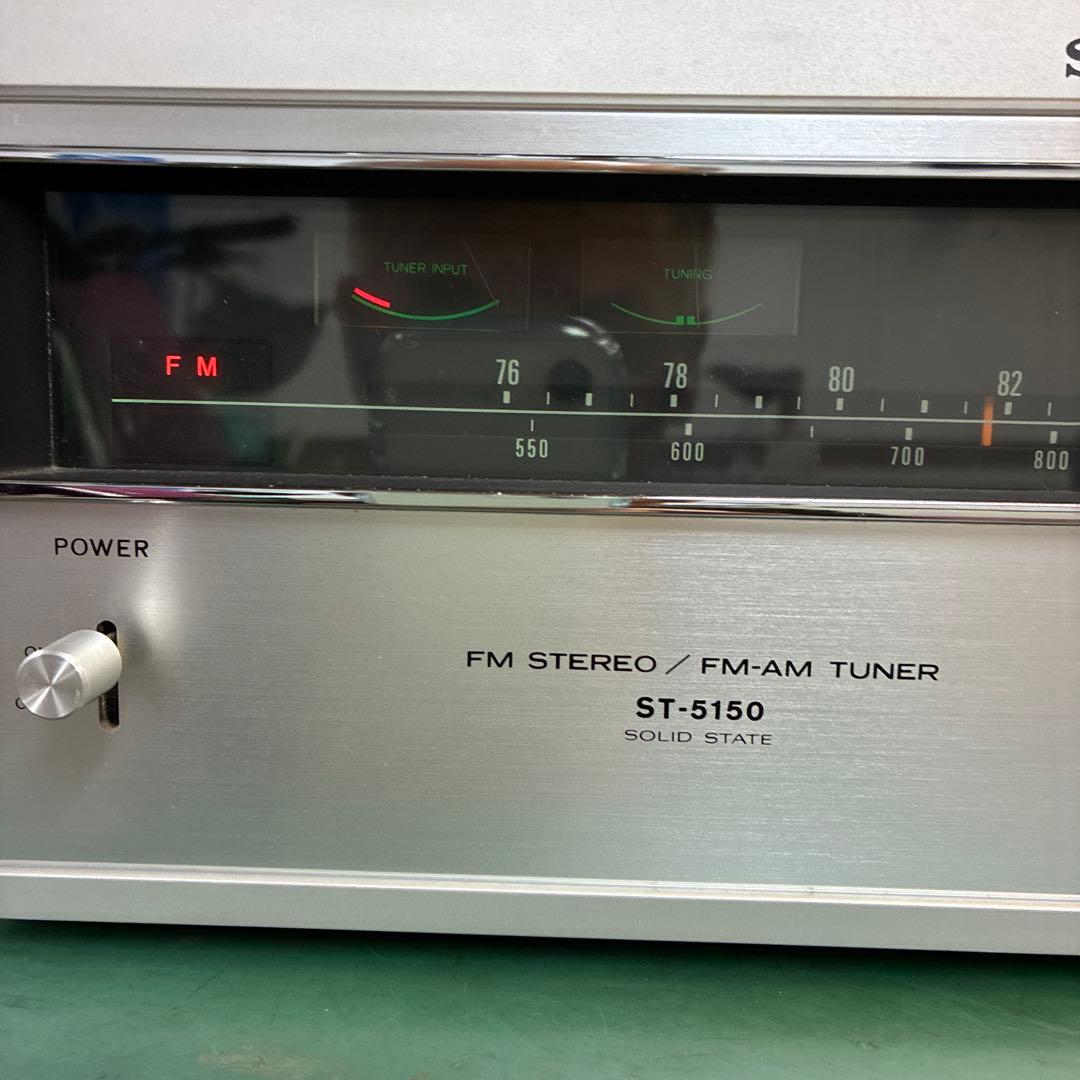 S
TUNER INPUT
TUNING
FM
76 78 80 82
550 600 700 800
POWER
FM STEREO / FM-AM TUNER
ST-5150
SOLID STATE